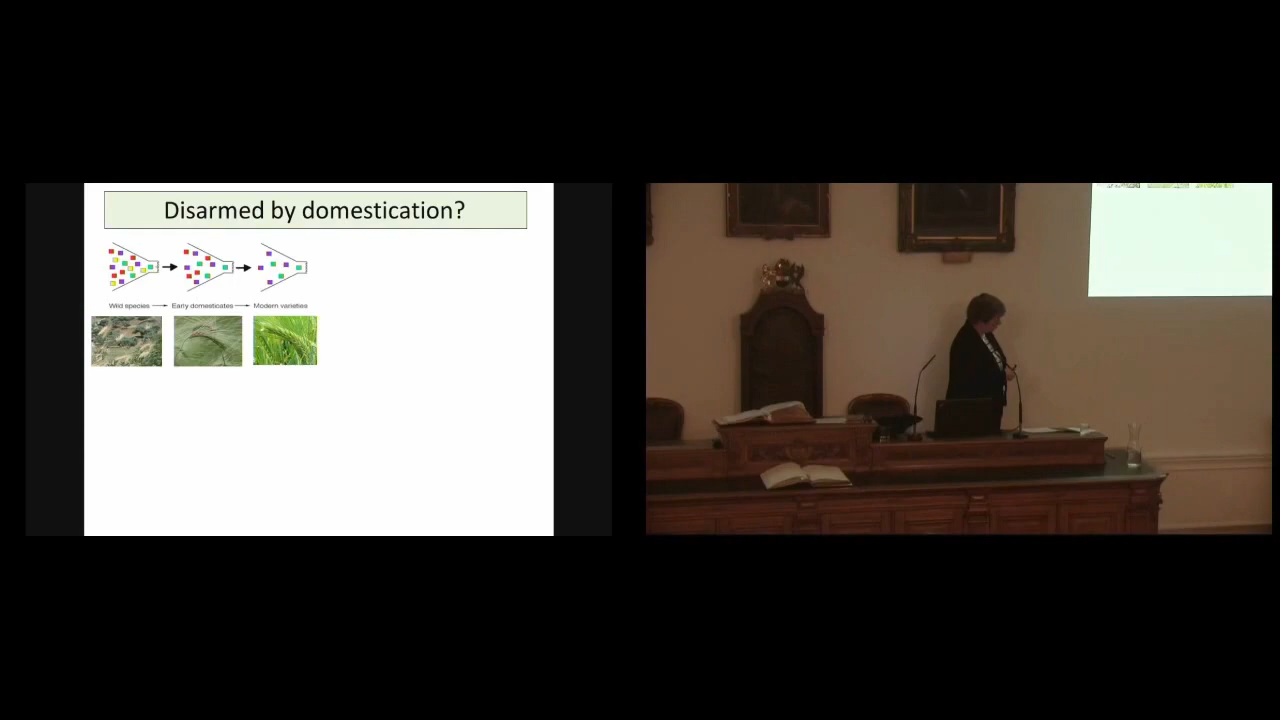 Disarmed by domestication?
Wild species → Early domesticates → Modern varieties